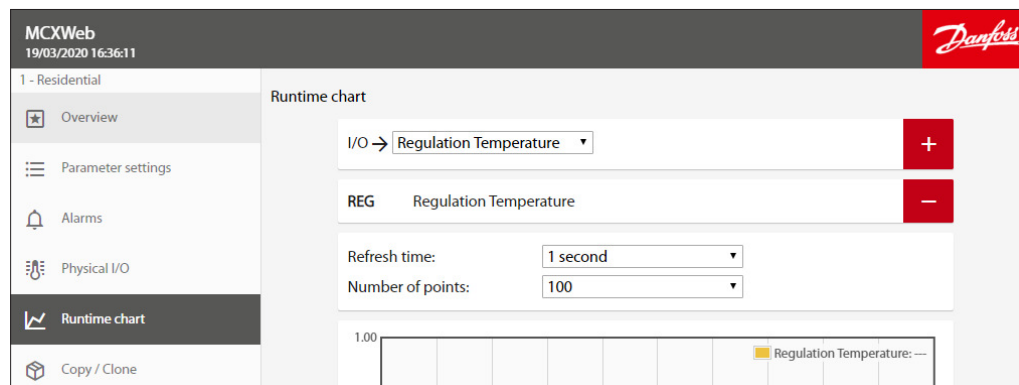 MCXWeb
19/03/2020 16:36:11
Danfoss
1 - Residential
Overview
Parameter settings
Alarms
Physical I/O
Runtime chart
Copy / Clone
Runtime chart
I/O → Regulation Temperature ▼
+
REG Regulation Temperature
−
Refresh time: 1 second ▼
Number of points: 100 ▼
1.00
Regulation Temperature: ---